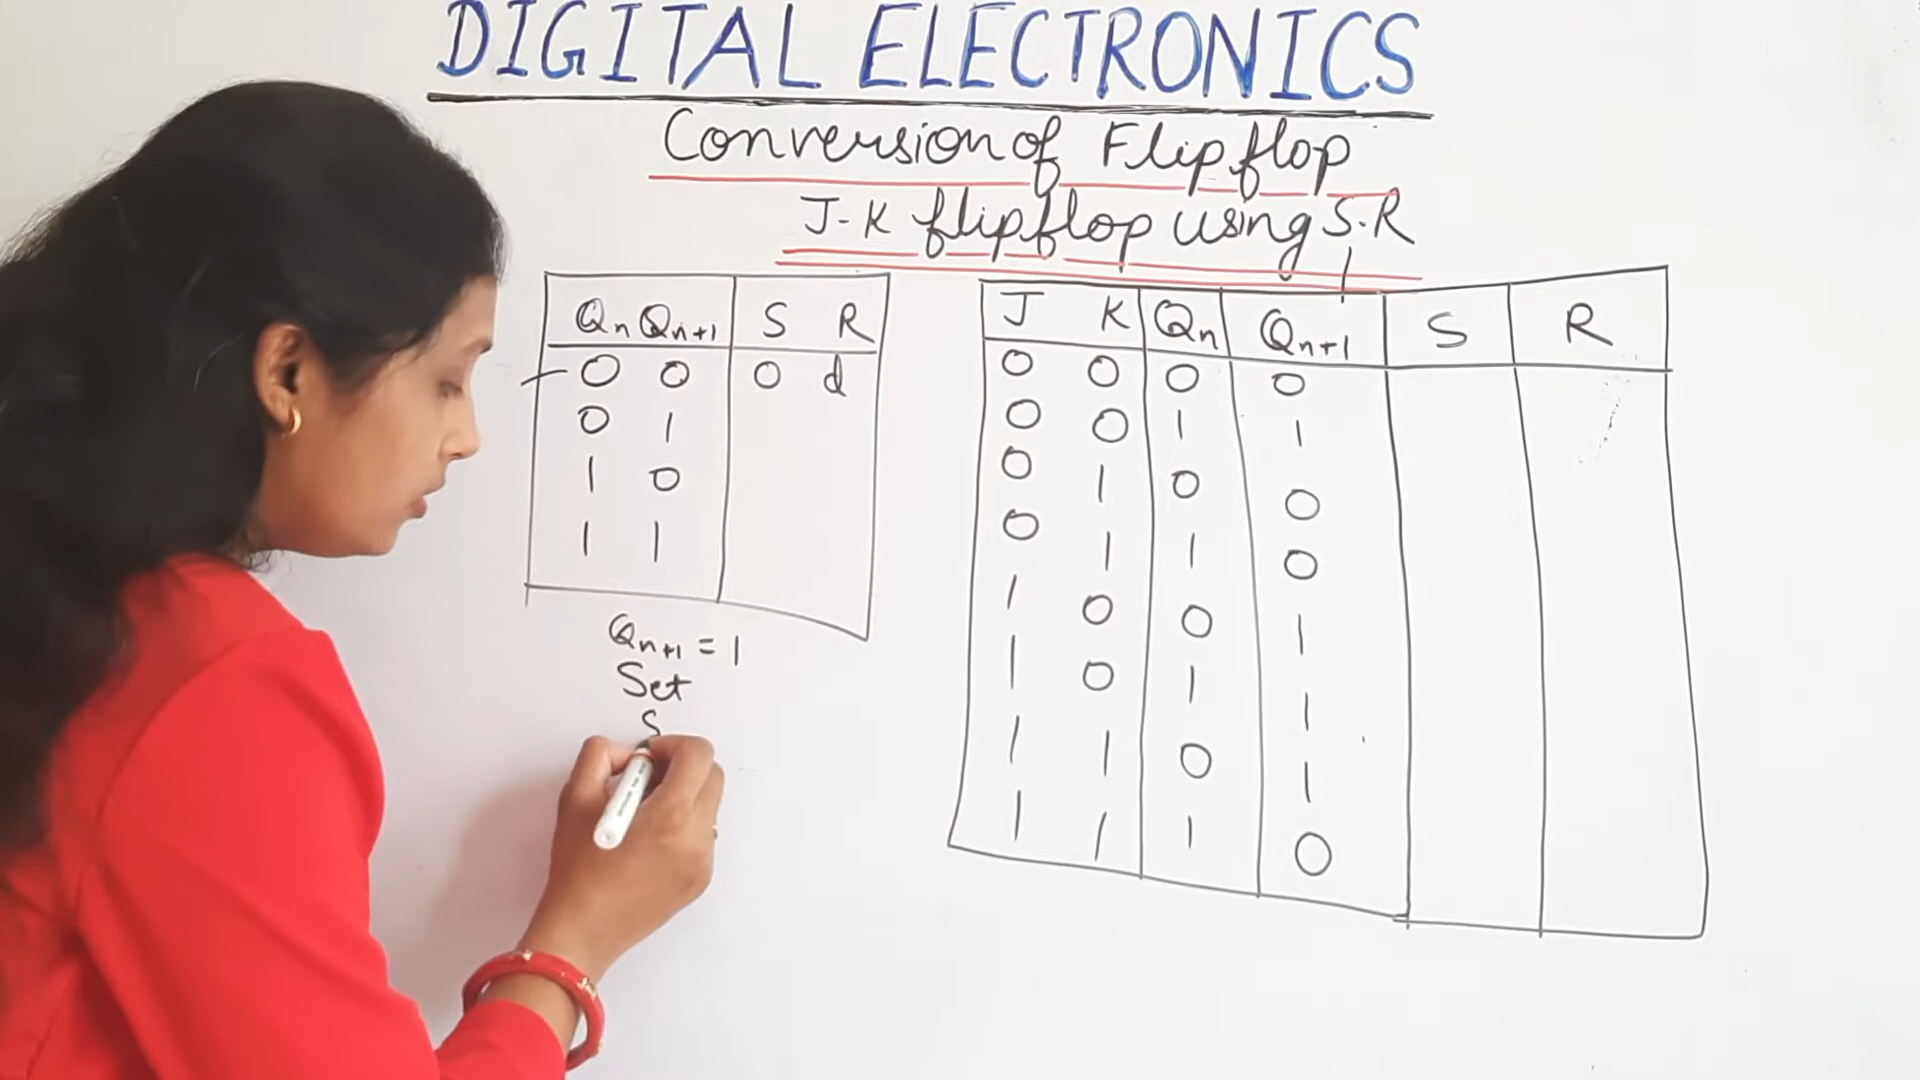 DIGITAL ELECTRONICS
Conversion of Flip flop
J-K flipflop using S-R
Qn Qn+1 S R
0 0 0 d
0 1
1 0
1 1
Qn+1 = 1
Set
S
J K Qn Qn+1 S R
0 0 0 0
0 0 1 1
0 1 0 0
0 1 1 0
1 0 0 1
1 0 1 1
1 1 0 1
1 1 1 0